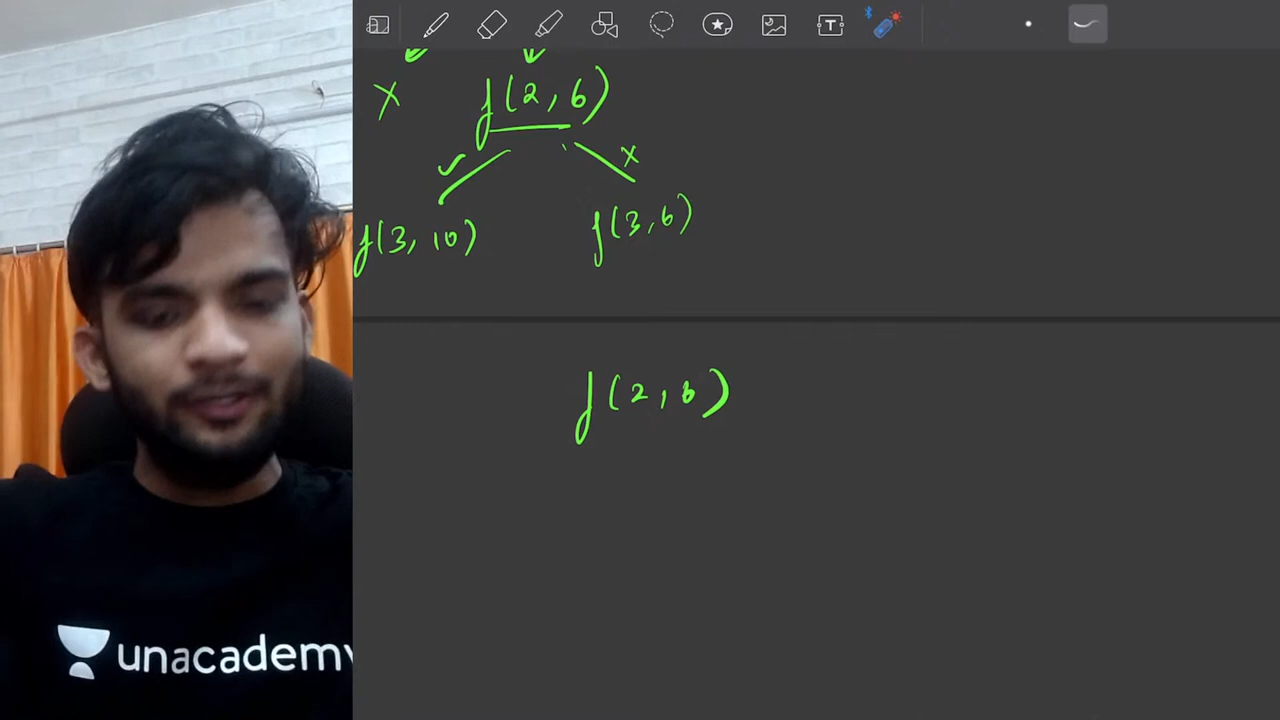 x f(2, 6)
✓ x
f(3, 10) f(3, 6)
f(2, 6)
unacademy